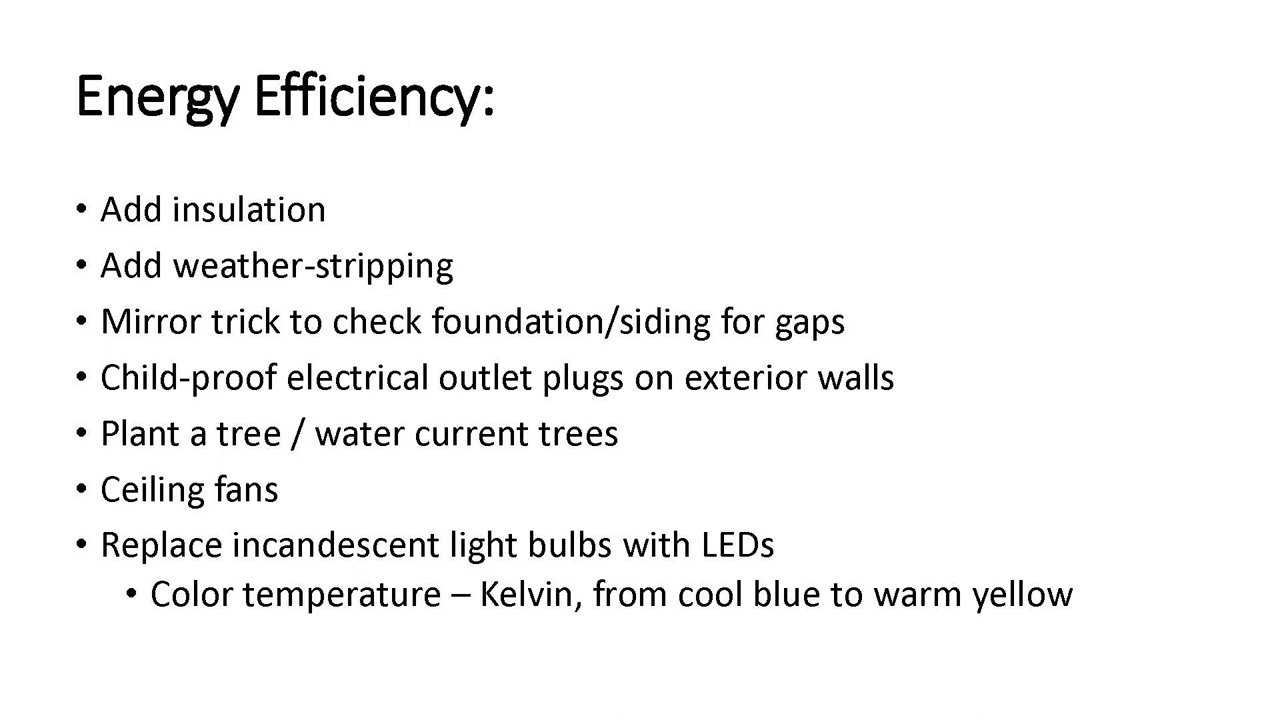 Energy Efficiency:
• Add insulation
• Add weather-stripping
• Mirror trick to check foundation/siding for gaps
• Child-proof electrical outlet plugs on exterior walls
• Plant a tree / water current trees
• Ceiling fans
• Replace incandescent light bulbs with LEDs
• Color temperature – Kelvin, from cool blue to warm yellow